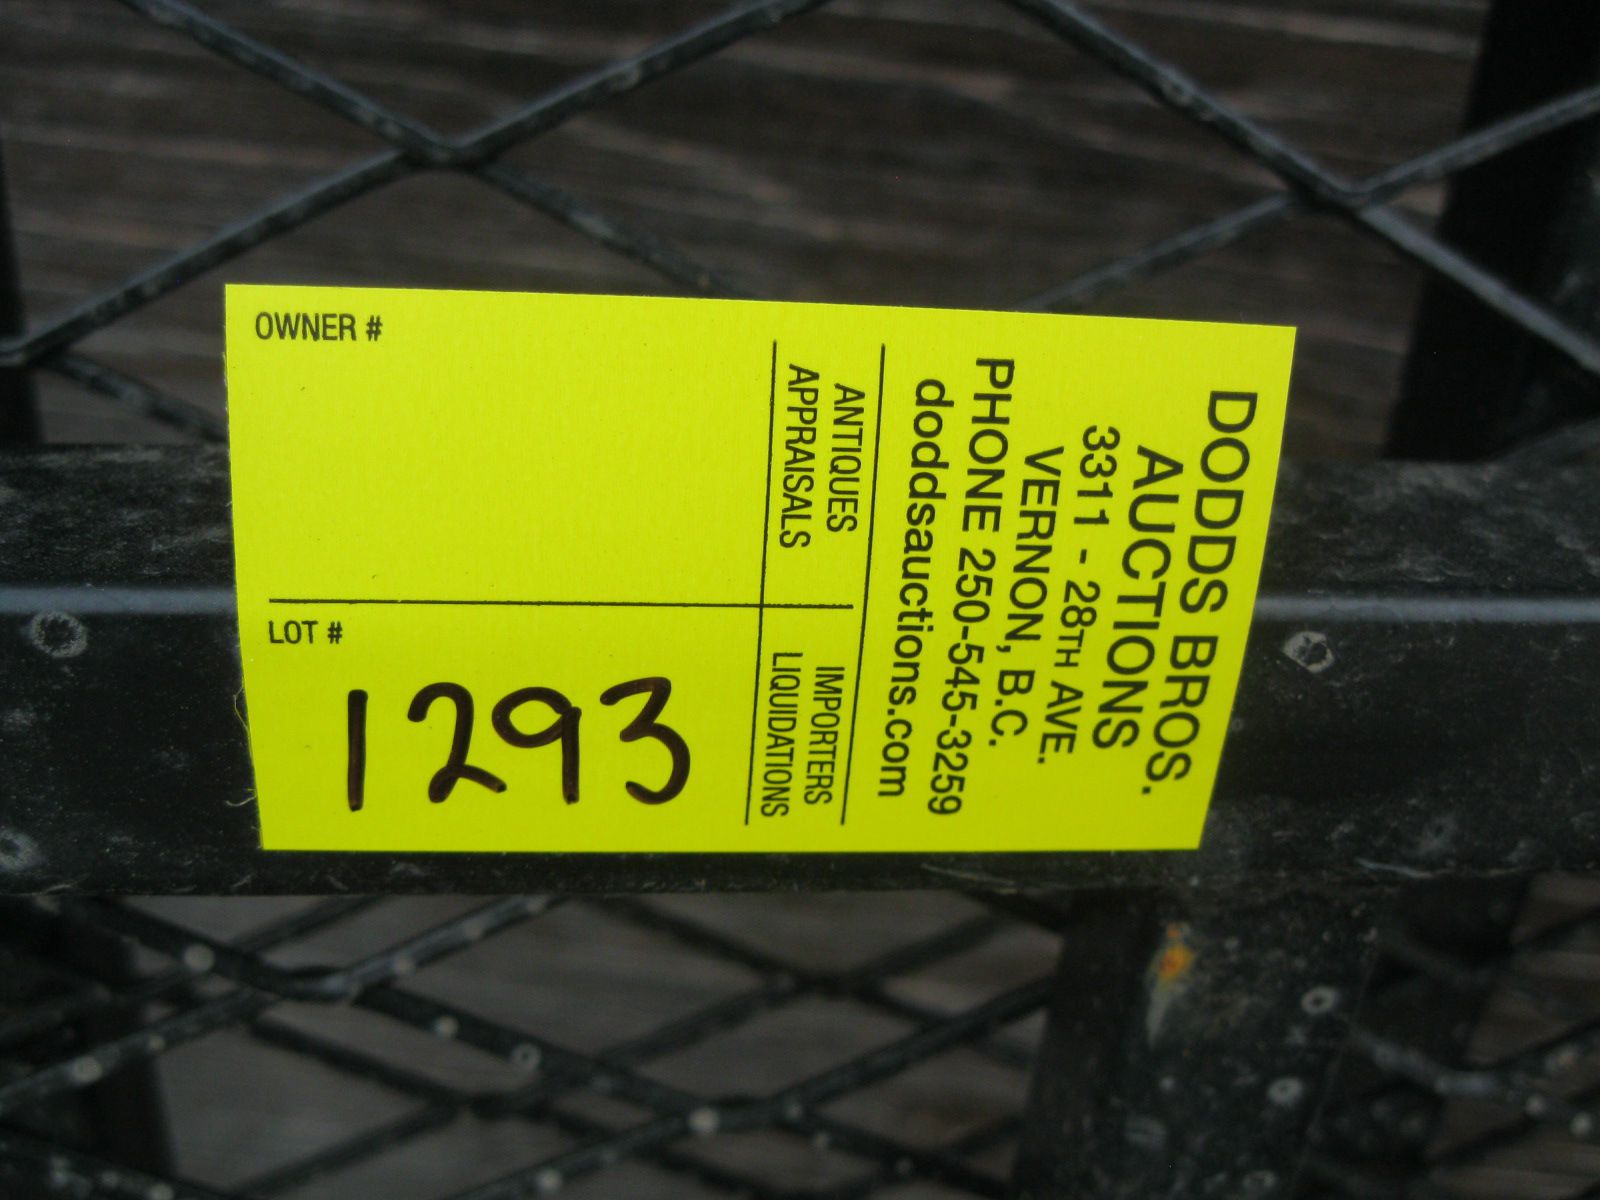 DODDS BROS.
AUCTIONS
3311 - 28TH AVE.
VERNON, B.C.
PHONE 250-545-3259
doddsauctions.com
ANTIQUES IMPORTERS
APPRAISALS LIQUIDATIONS
OWNER #
LOT #
1293